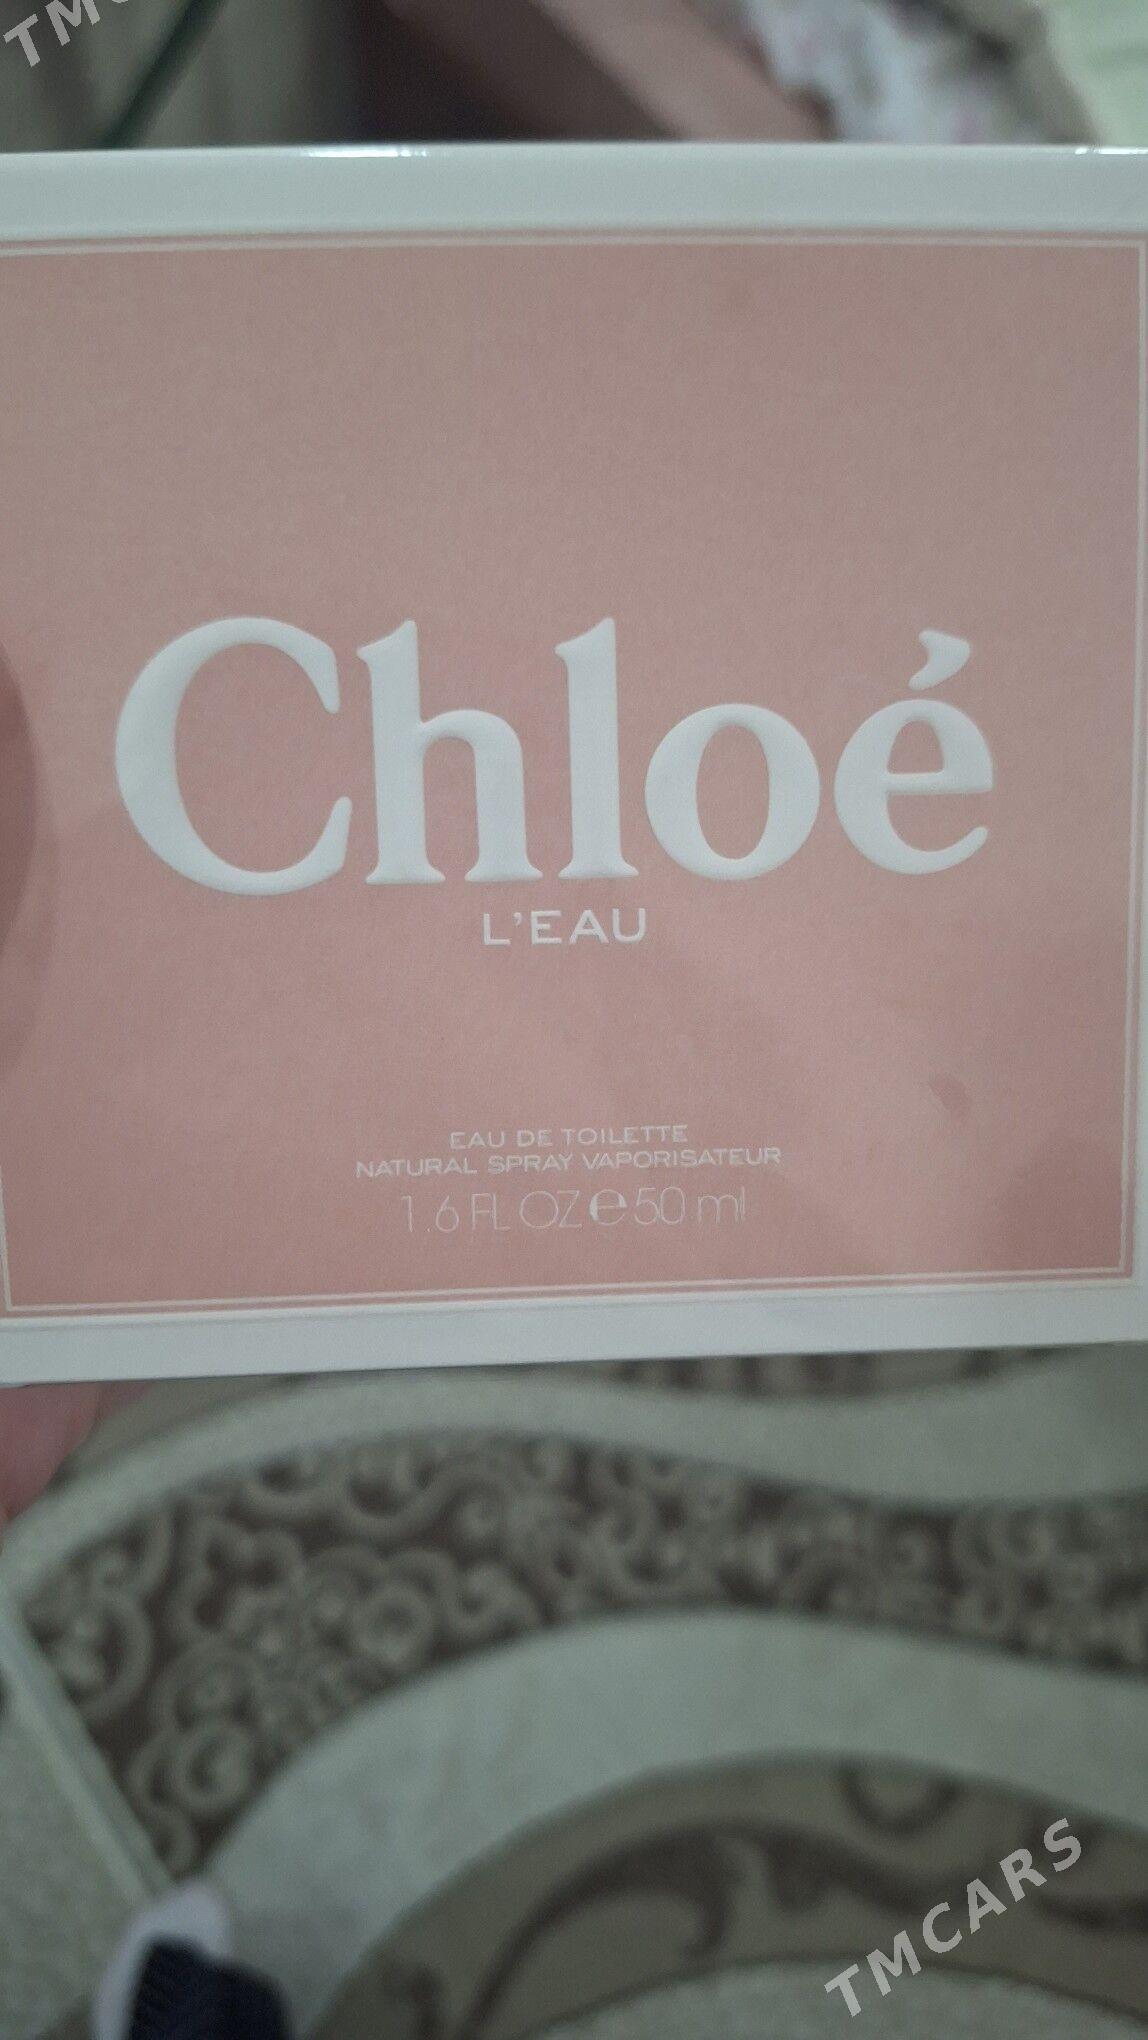 Chloé
L'EAU
EAU DE TOILETTE
NATURAL SPRAY VAPORISATEUR
1.6 FL OZ e 50 ml
TMCARS